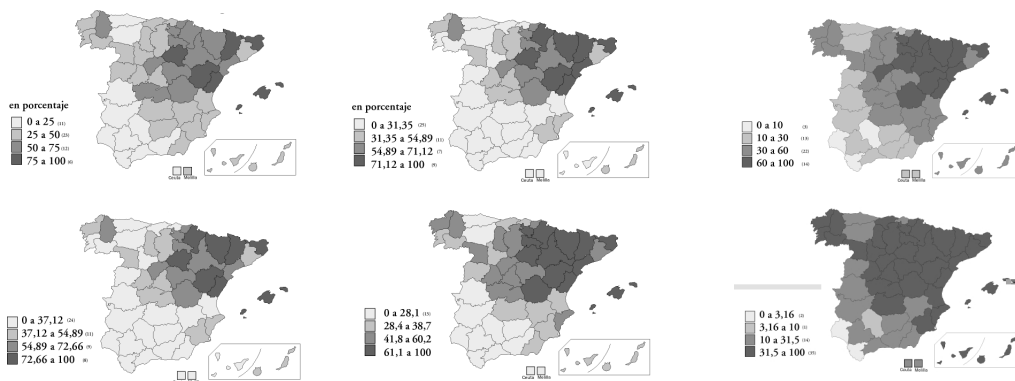 en porcentaje
0 a 25 (11)
25 a 50 (23)
50 a 75 (12)
75 a 100 (6)
Ceuta Melilla
en porcentaje
0 a 31,35 (25)
31,35 a 54,89 (11)
54,89 a 71,12 (7)
71,12 a 100 (9)
Ceuta Melilla
0 a 10 (3)
10 a 30 (13)
30 a 60 (22)
60 a 100 (14)
Ceuta Melilla
0 a 37,12 (24)
37,12 a 54,89 (11)
54,89 a 72,66 (9)
72,66 a 100 (8)
0 a 28,1 (15)
28,4 a 38,7
41,8 a 60,2
61,1 a 100
Ceuta Melilla
0 a 3,16 (2)
3,16 a 10 (1)
10 a 31,5 (14)
31,5 a 100 (35)
Ceuta Melilla